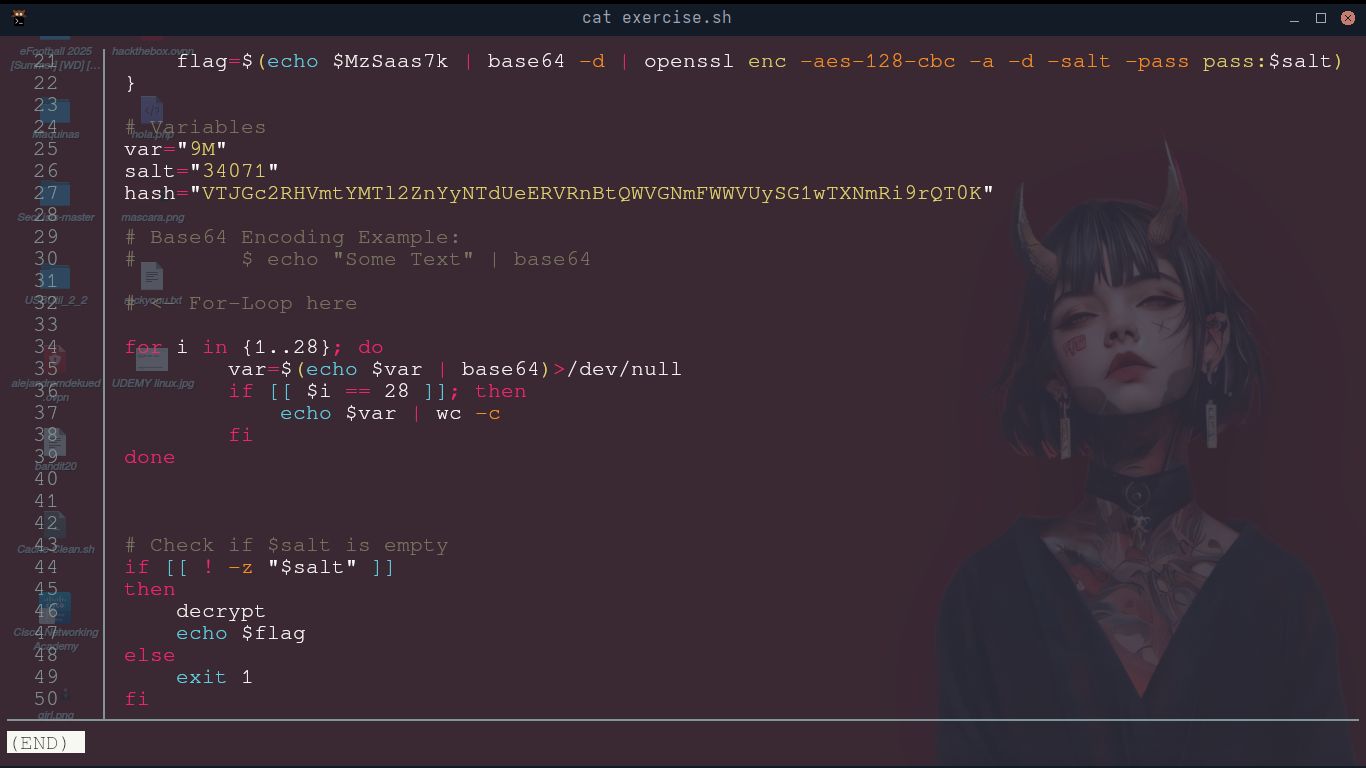 cat exercise.sh
eFootball 2025
[Summer] [WD] [...
hackthebox.ovpn
21 flag=$(echo $MzSaas7k | base64 -d | openssl enc -aes-128-cbc -a -d -salt -pass pass:$salt)
22 }
23
24 # Variables
Maquinas
hola.php
25 var="9M"
26 salt="34071"
27 hash="VTJGc2RHVmtYMTl2ZnYyNTdUeERVRnBtQWVGNmFWWVUySG1wTXNmRi9rQT0K"
28
mascara.png
29 # Base64 Encoding Example:
30 #        $ echo "Some Text" | base64
31
32 # <- For-Loop here
rockyou.txt
33
34 for i in {1..28}; do
35         var=$(echo $var | base64)>/dev/null
alejandromdekued
.ovpn
UDEMY linux.jpg
36         if [[ $i == 28 ]]; then
37             echo $var | wc -c
38         fi
39 done
bandit20
40
41
42
43 # Check if $salt is empty
Cache-Clean.sh
44 if [[ ! -z "$salt" ]]
45 then
46     decrypt
47     echo $flag
Cisco Networking
Academy
48 else
49     exit 1
50 fi
girl.png
(END)